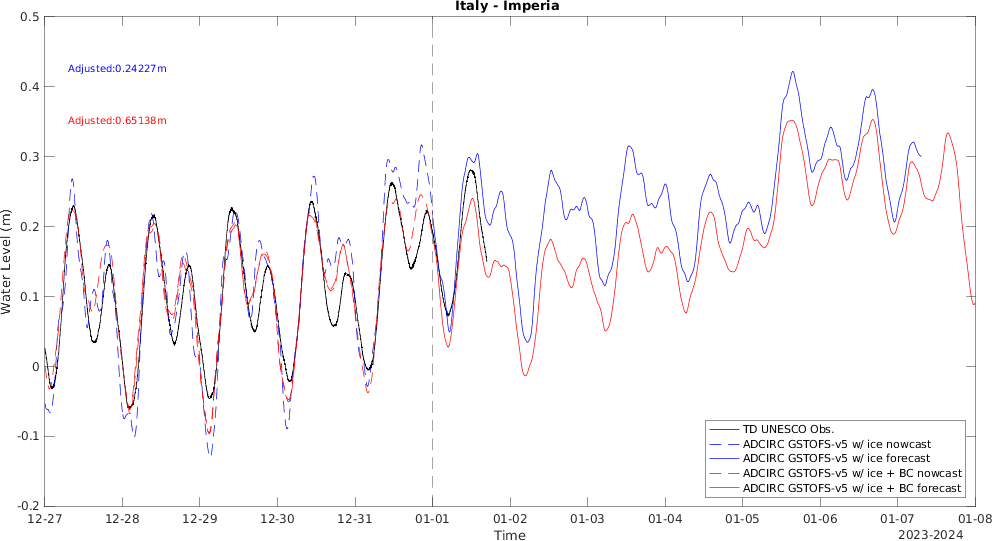 Italy - Imperia
0.5
Adjusted:0.24227m
0.4
Adjusted:0.65138m
0.3
Water Level (m)
0.2
0.1
0
-0.1
TD UNESCO Obs.
ADCIRC GSTOFS-v5 w/ ice nowcast
ADCIRC GSTOFS-v5 w/ ice forecast
ADCIRC GSTOFS-v5 w/ ice + BC nowcast
ADCIRC GSTOFS-v5 w/ ice + BC forecast
-0.2
12-27 12-28 12-29 12-30 12-31 01-01 01-02 01-03 01-04 01-05 01-06 01-07 01-08
Time
2023-2024